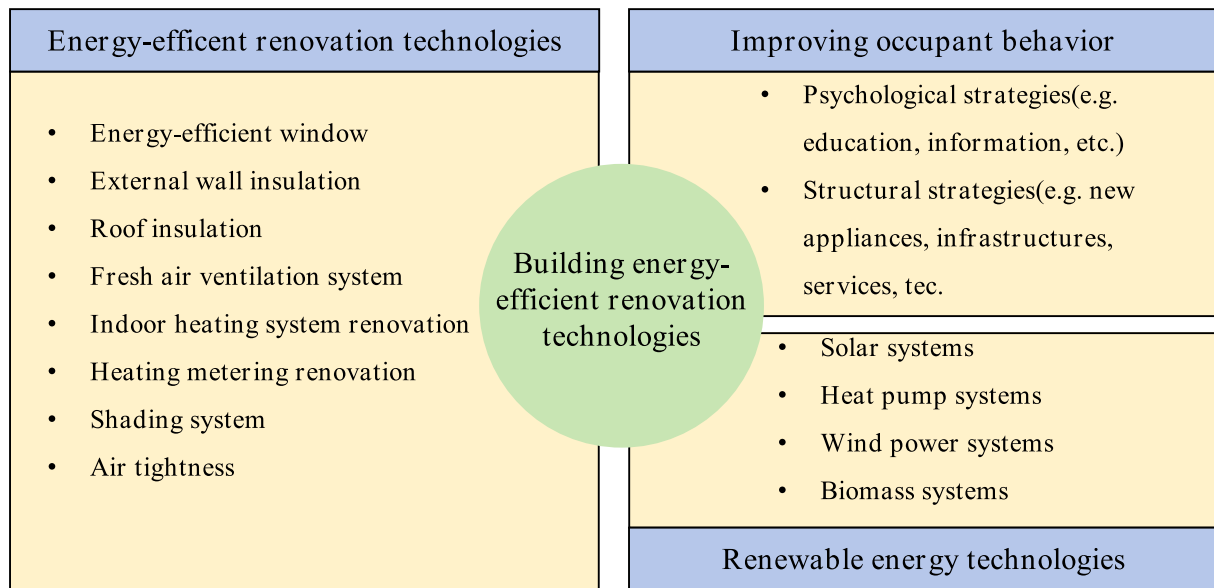 Energy-efficent renovation technologies
• Energy-efficient window
• External wall insulation
• Roof insulation
• Fresh air ventilation system
• Indoor heating system renovation
• Heating metering renovation
• Shading system
• Air tightness
Building energy-
efficient renovation
technologies
Improving occupant behavior
• Psychological strategies(e.g.
education, information, etc.)
• Structural strategies(e.g. new
appliances, infrastructures,
services, tec.
• Solar systems
• Heat pump systems
• Wind power systems
• Biomass systems
Renewable energy technologies